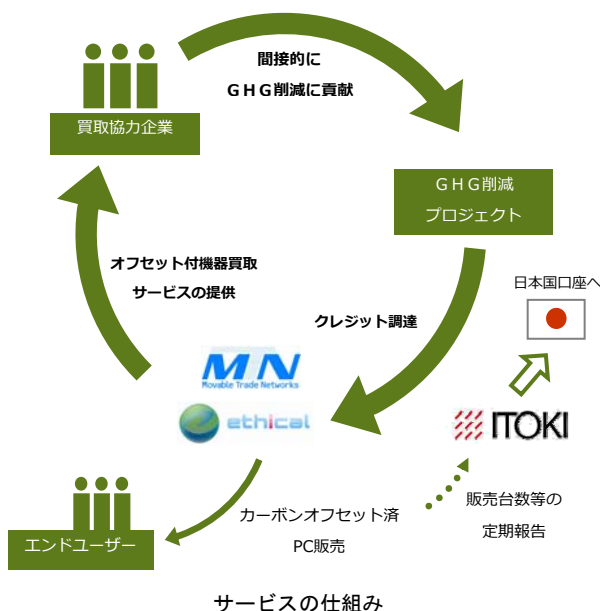 間接的に
ＧＨＧ削減に貢献
買取協力企業
ＧＨＧ削減
プロジェクト
オフセット付機器買取
サービスの提供
日本国口座へ
クレジット調達
MTN
Movable Trade Networks
ethical
ITOKI
カーボンオフセット済
PC販売
販売台数等の
定期報告
エンドユーザー
サービスの仕組み